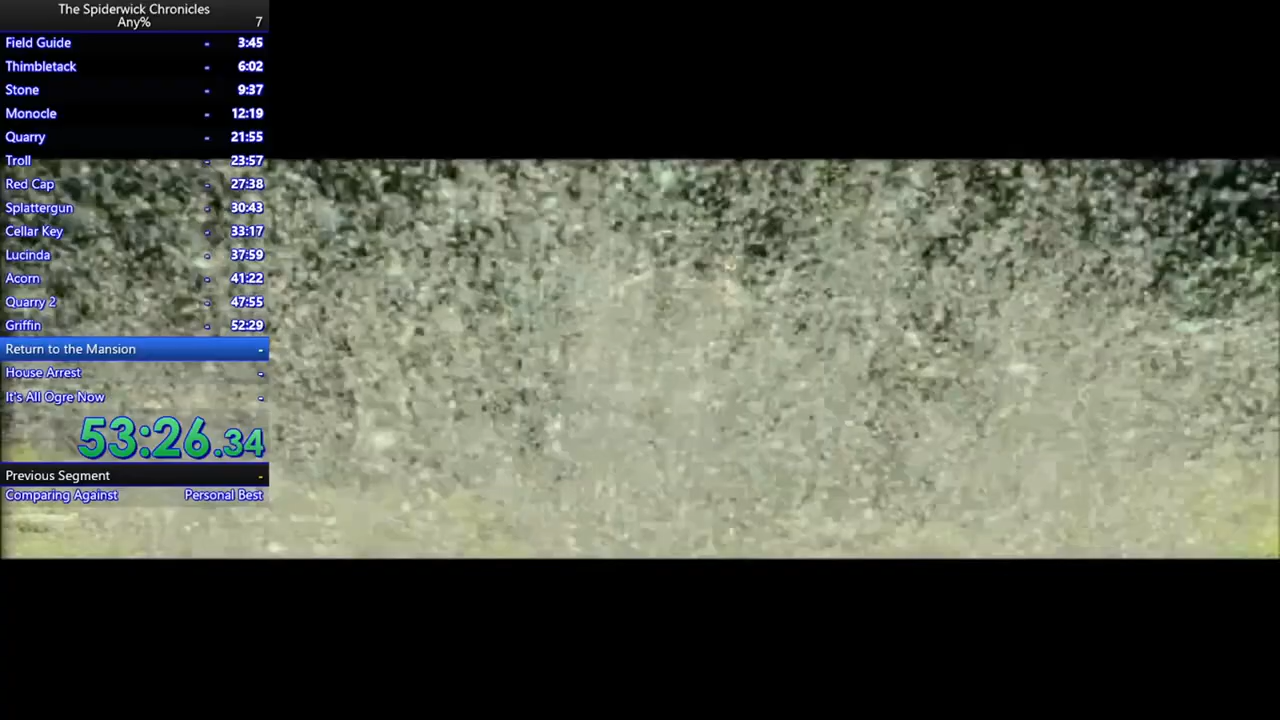 The Spiderwick Chronicles
Any% 7
Field Guide - 3:45
Thimbletack - 6:02
Stone - 9:37
Monocle - 12:19
Quarry - 21:55
Troll - 23:57
Red Cap - 27:38
Splattergun - 30:43
Cellar Key - 33:17
Lucinda - 37:59
Acorn - 41:22
Quarry 2 - 47:55
Griffin - 52:29
Return to the Mansion -
House Arrest -
It's All Ogre Now -
53:26.34
Previous Segment -
Comparing Against Personal Best